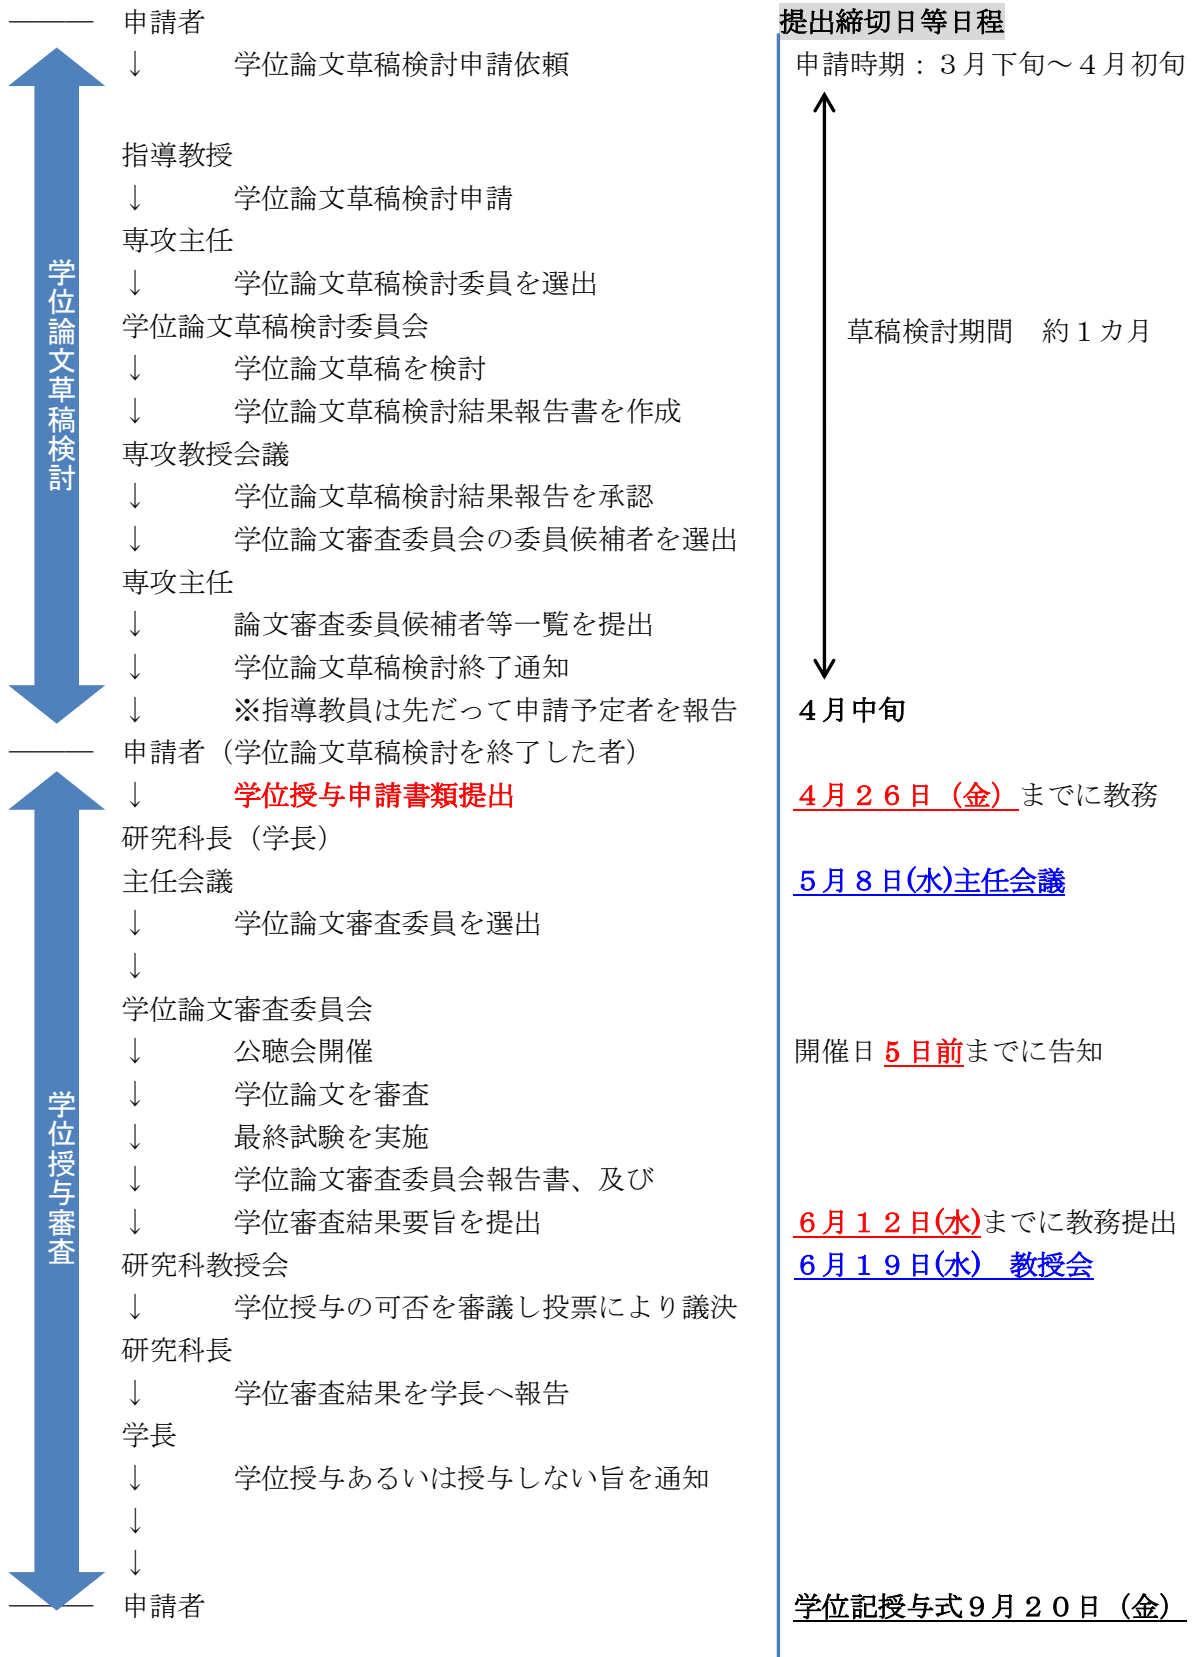 申請者 提出締切日等日程
↓ 学位論文草稿検討申請依頼 申請時期：３月下旬～４月初旬
指導教授
↓ 学位論文草稿検討申請
専攻主任
↓ 学位論文草稿検討委員を選出
学位論文草稿検討委員会 草稿検討期間　約１カ月
↓ 学位論文草稿を検討
↓ 学位論文草稿検討結果報告書を作成
専攻教授会議
↓ 学位論文草稿検討結果報告を承認
↓ 学位論文審査委員会の委員候補者を選出
専攻主任
↓ 論文審査委員候補者等一覧を提出
↓ 学位論文草稿検討終了通知
↓ ※指導教員は先だって申請予定者を報告 ４月中旬
学位論文草稿検討
申請者（学位論文草稿検討を終了した者）
↓ 学位授与申請書類提出 ４月２６日（金）までに教務
研究科長（学長）
主任会議 ５月８日(水)主任会議
↓ 学位論文審査委員を選出
↓
学位論文審査委員会
↓ 公聴会開催 開催日５日前までに告知
↓ 学位論文を審査
↓ 最終試験を実施
↓ 学位論文審査委員会報告書、及び
↓ 学位審査結果要旨を提出 ６月１２日(水)までに教務提出
研究科教授会 ６月１９日(水)　教授会
↓ 学位授与の可否を審議し投票により議決
研究科長
↓ 学位審査結果を学長へ報告
学長
↓ 学位授与あるいは授与しない旨を通知
↓
↓
学位授与審査
申請者 学位記授与式９月２０日（金）